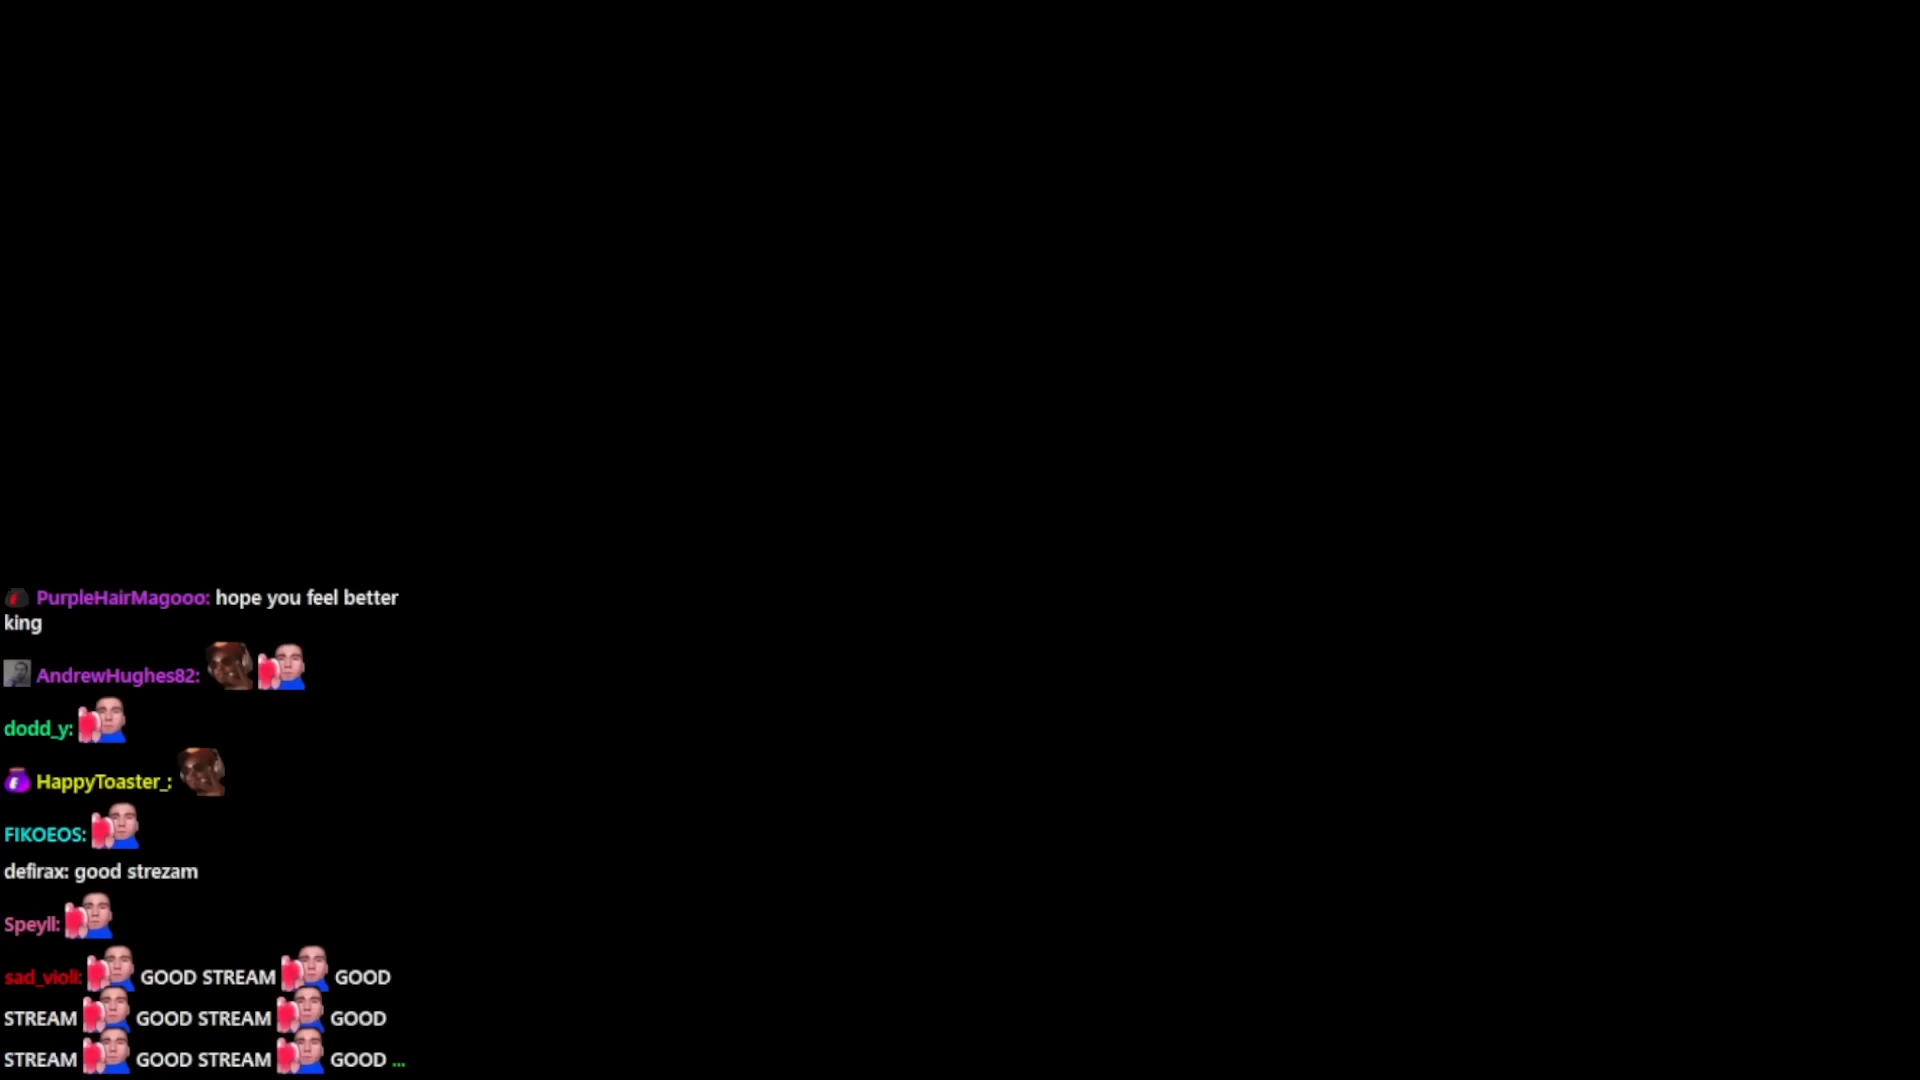 PurpleHairMagooo: hope you feel better
king
AndrewHughes82:
dodd_y:
HappyToaster_:
FIKOEOS:
defirax: good strezam
Speyll:
sad_violi: GOOD STREAM GOOD
STREAM GOOD STREAM GOOD
STREAM GOOD STREAM GOOD ...